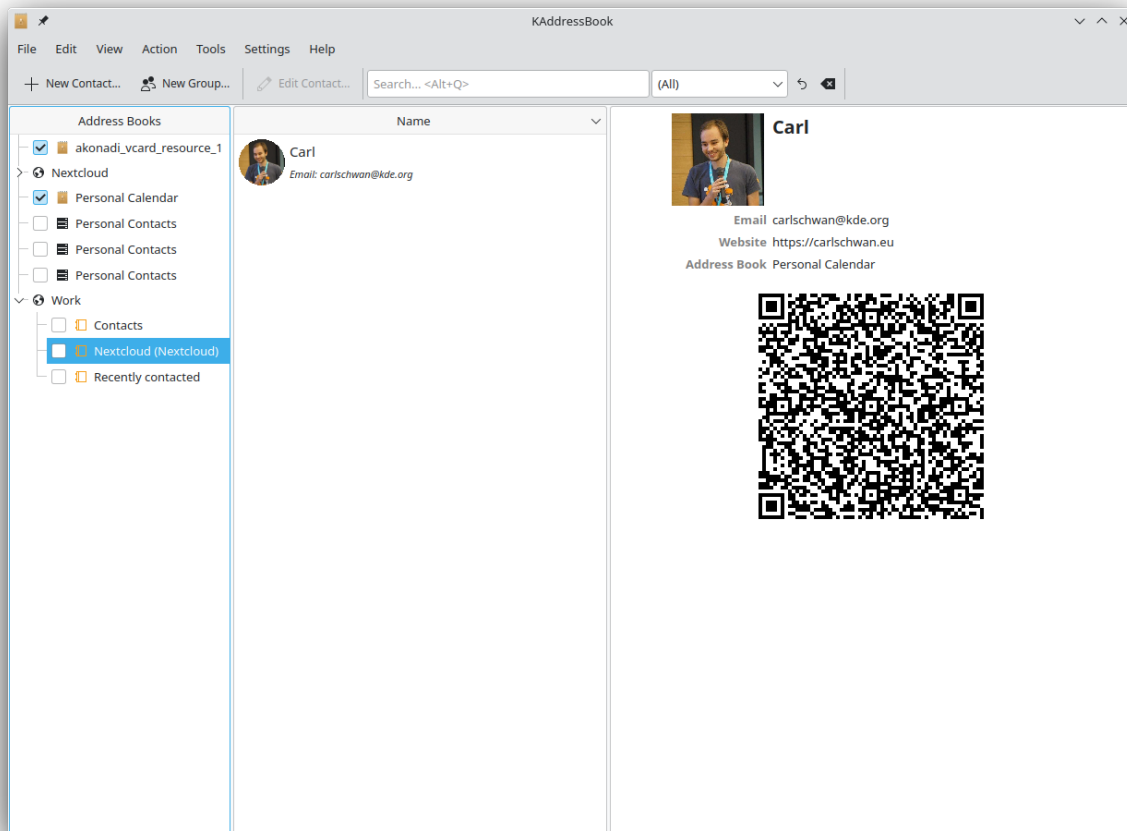 KAddressBook
File Edit View Action Tools Settings Help
New Contact... New Group... Edit Contact... Search... <Alt+Q> (All)
Address Books
akonadi_vcard_resource_1
Nextcloud
Personal Calendar
Personal Contacts
Personal Contacts
Personal Contacts
Work
Contacts
Nextcloud (Nextcloud)
Recently contacted
Name
Carl
Email: carlschwan@kde.org
Carl
Email carlschwan@kde.org
Website https://carlschwan.eu
Address Book Personal Calendar